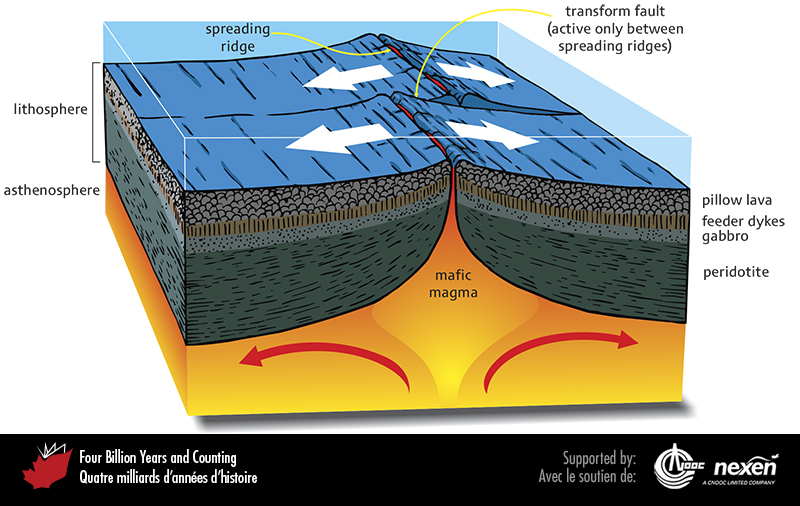 spreading
ridge
transform fault
(active only between
spreading ridges)
lithosphere
asthenosphere
pillow lava
feeder dykes
gabbro
peridotite
mafic
magma
Four Billion Years and Counting
Quatre milliards d'années d'histoire
Supported by:
Avec le soutien de:
CNOOC
nexen
A CNOOC LIMITED COMPANY